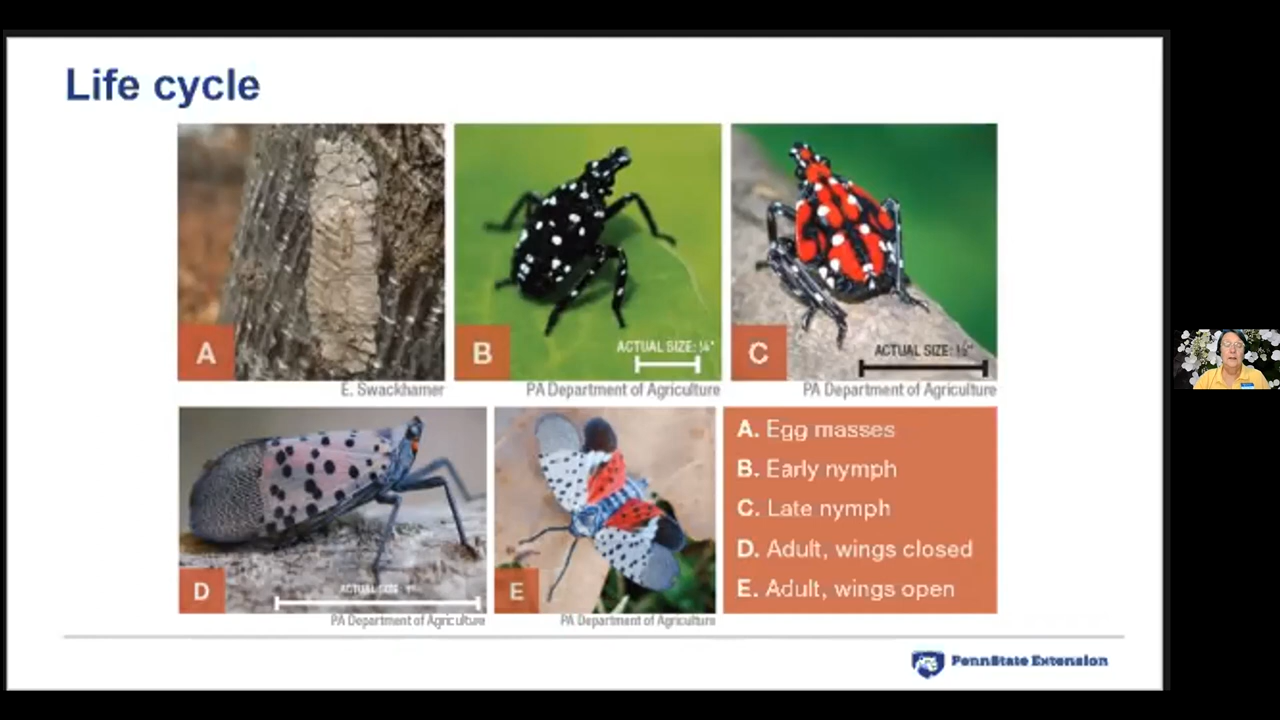 Life cycle
A
B
ACTUAL SIZE: ¼"
C
ACTUAL SIZE: ½"
E. Swackhamer
PA Department of Agriculture
PA Department of Agriculture
D
ACTUAL SIZE: 1"
E
A. Egg masses
B. Early nymph
C. Late nymph
D. Adult, wings closed
E. Adult, wings open
PA Department of Agriculture
PA Department of Agriculture
PennState Extension